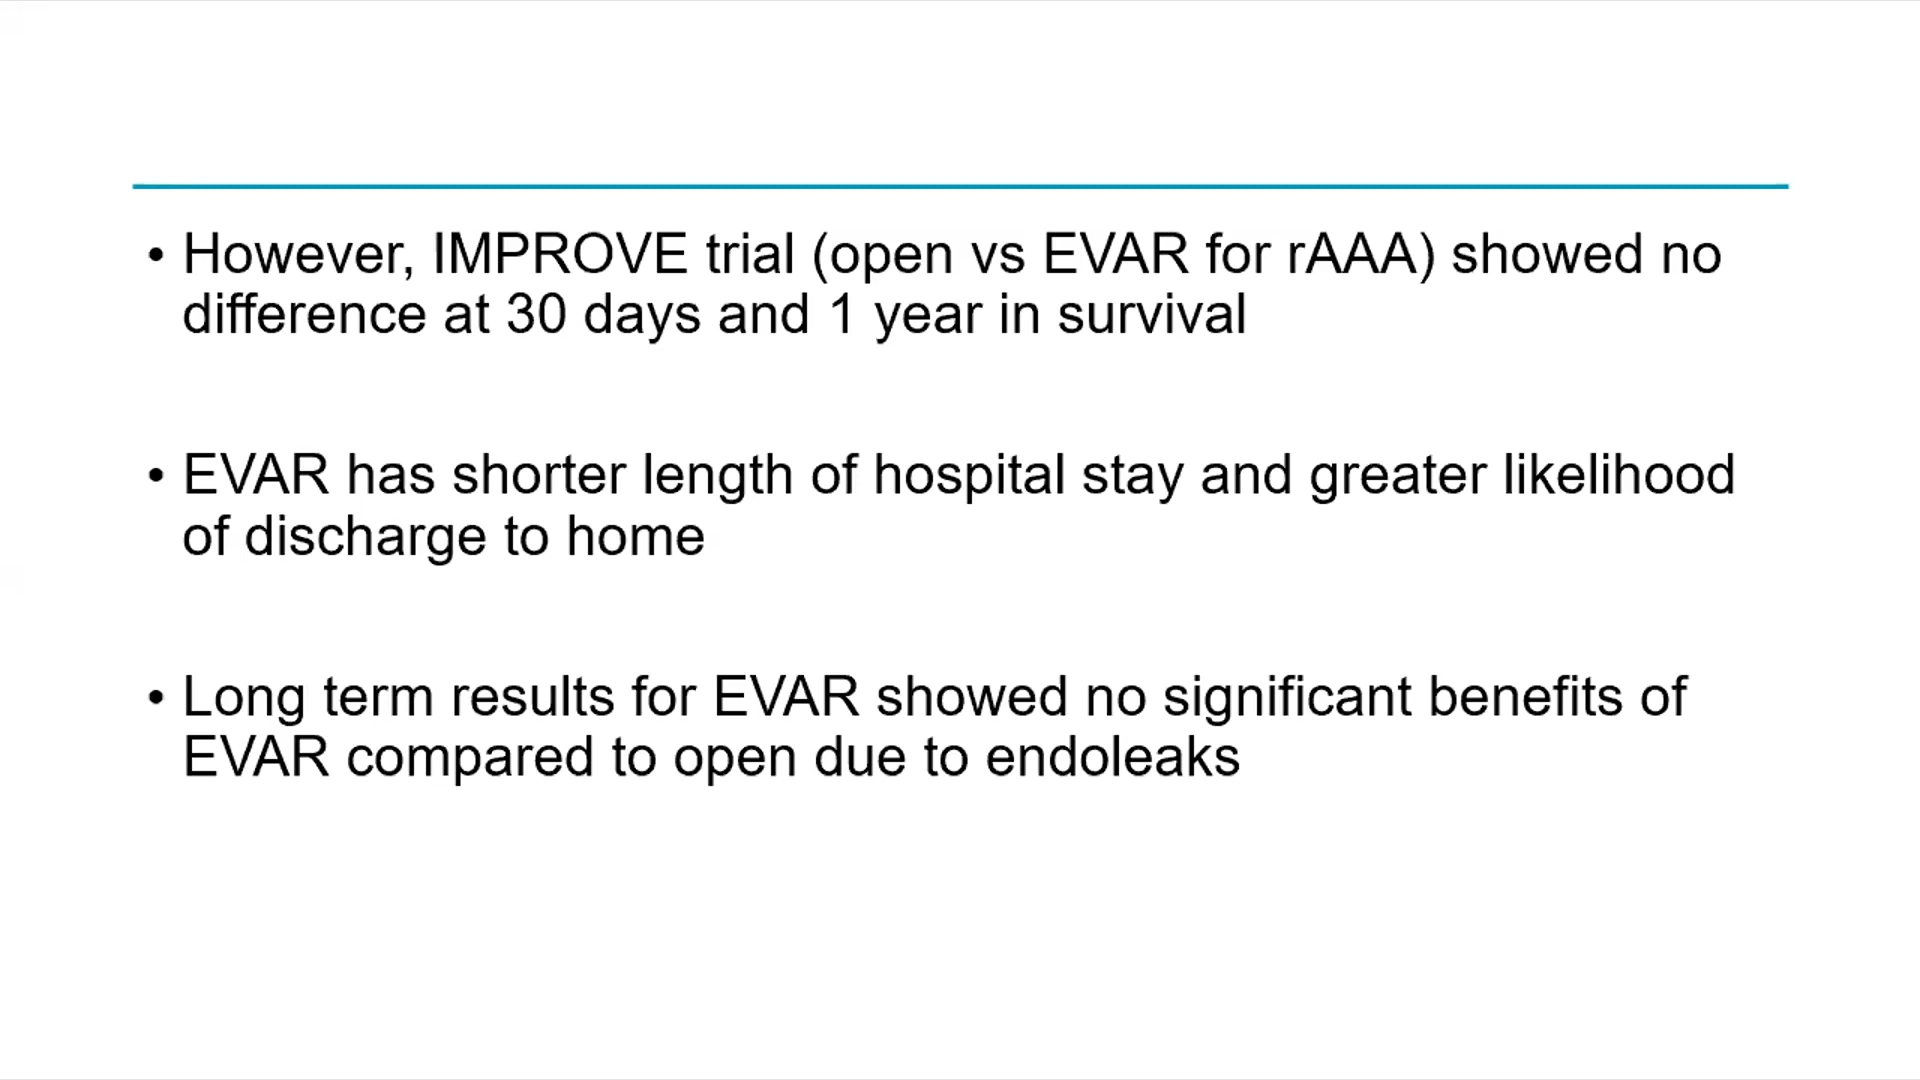 • However, IMPROVE trial (open vs EVAR for rAAA) showed no
difference at 30 days and 1 year in survival
• EVAR has shorter length of hospital stay and greater likelihood
of discharge to home
• Long term results for EVAR showed no significant benefits of
EVAR compared to open due to endoleaks